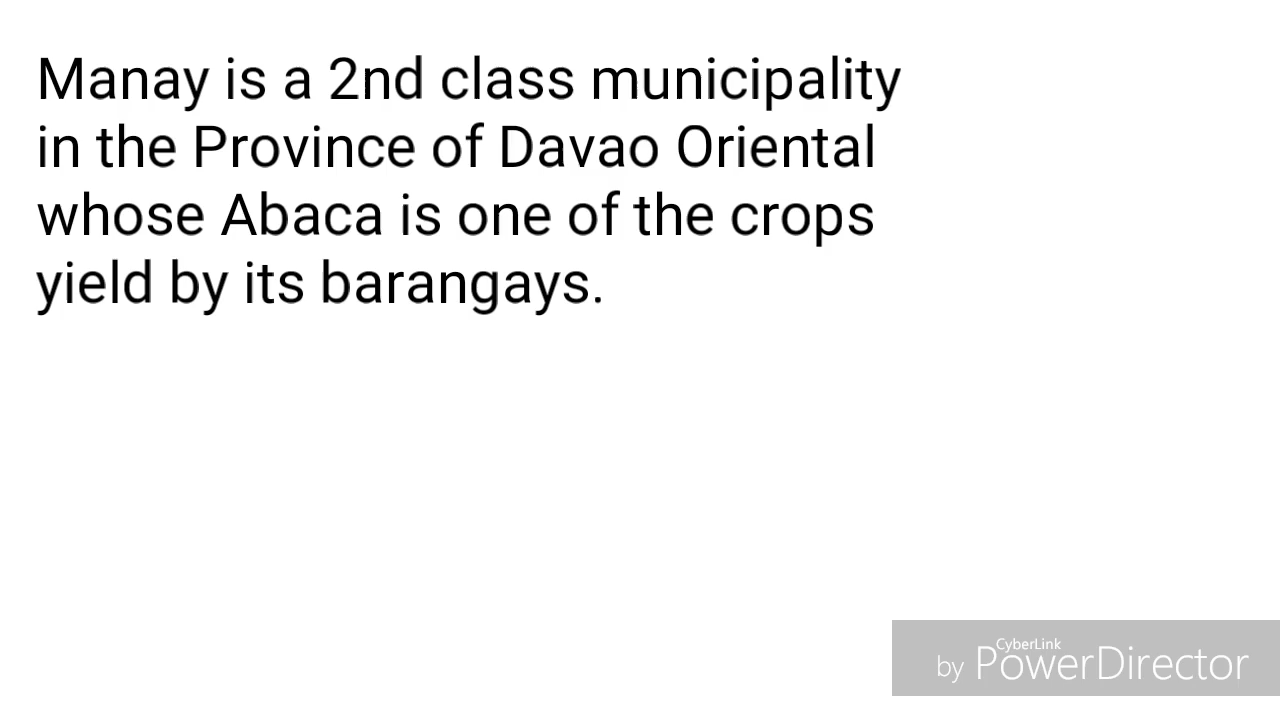 Manay is a 2nd class municipality
in the Province of Davao Oriental
whose Abaca is one of the crops
yield by its barangays.
CyberLink
by PowerDirector